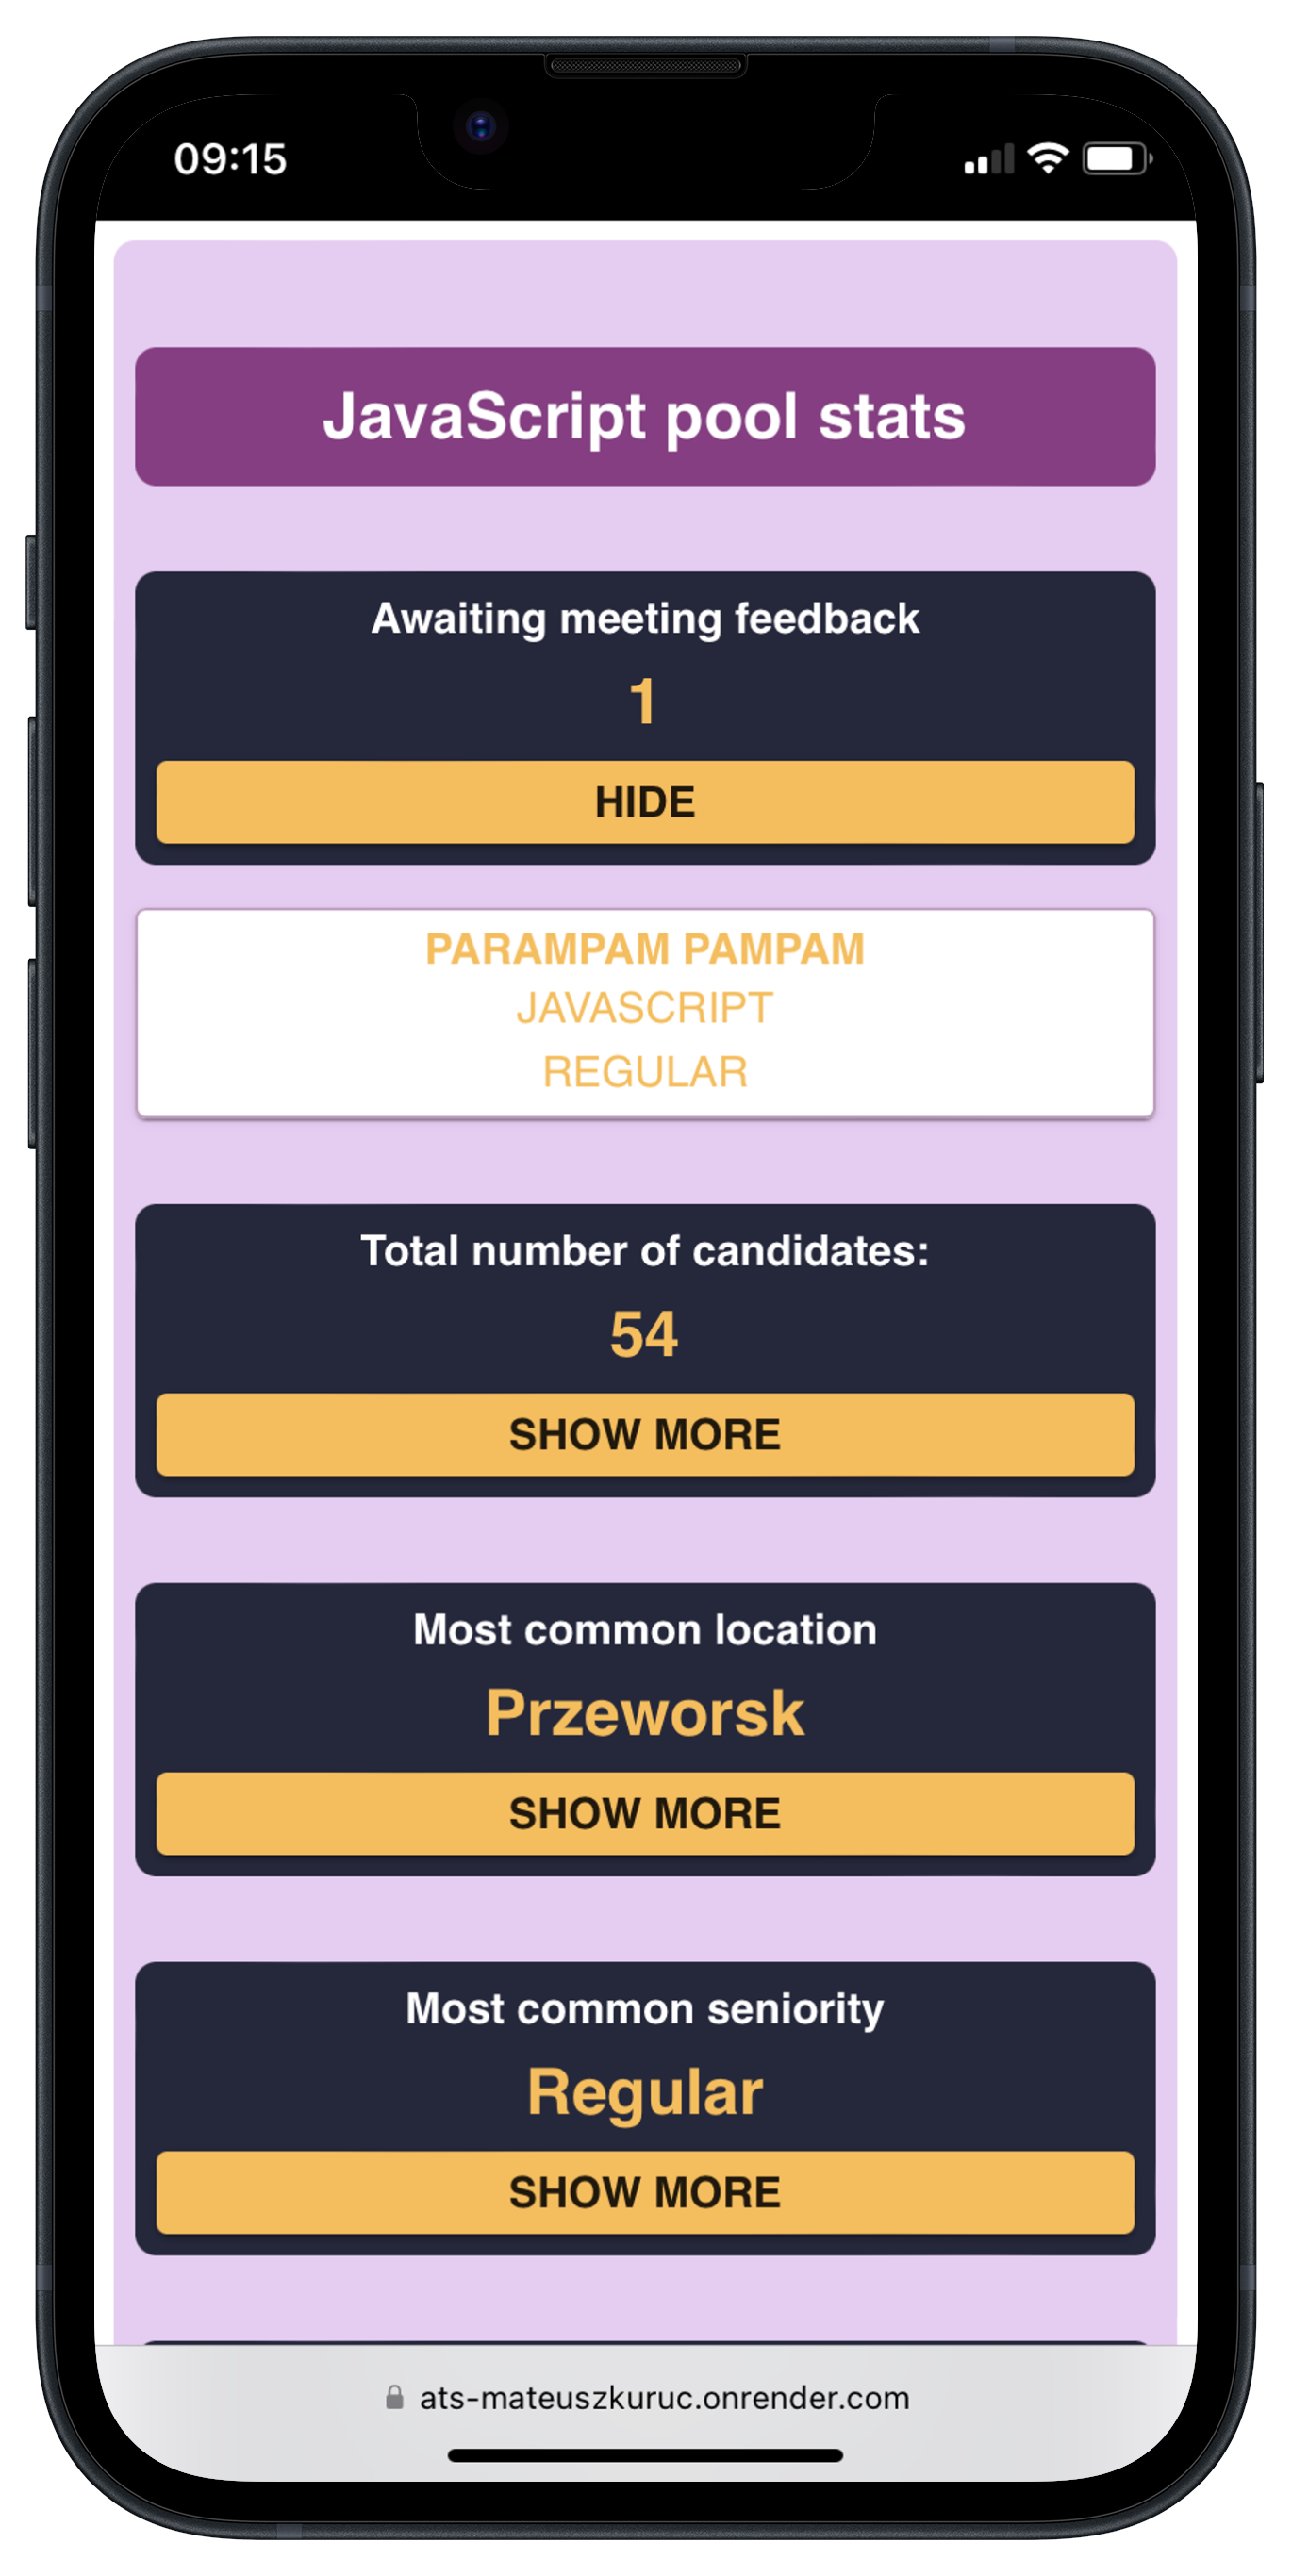 09:15
JavaScript pool stats
Awaiting meeting feedback
1
HIDE
PARAMPAM PAMPAM
JAVASCRIPT
REGULAR
Total number of candidates:
54
SHOW MORE
Most common location
Przeworsk
SHOW MORE
Most common seniority
Regular
SHOW MORE
ats-mateuszkuruc.onrender.com